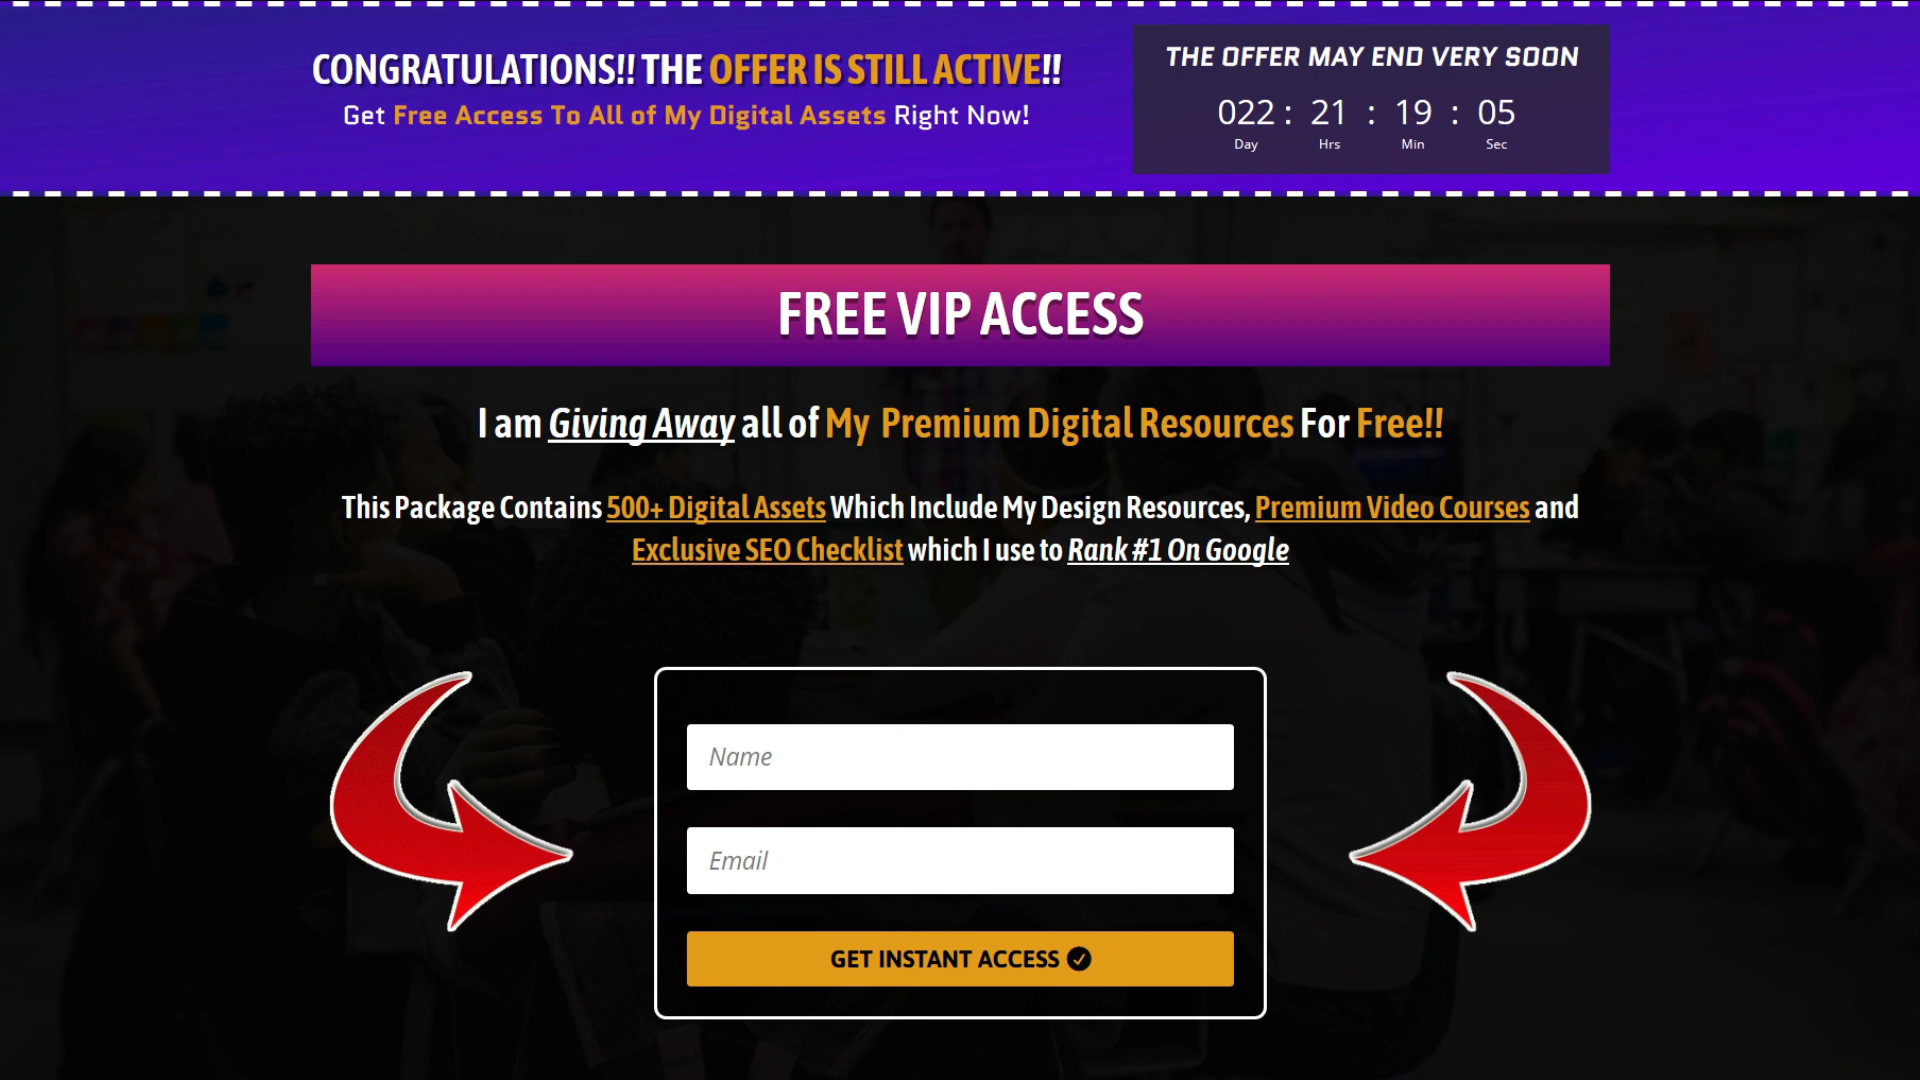 CONGRATULATIONS!! THE OFFER IS STILL ACTIVE!!
Get Free Access To All of My Digital Assets Right Now!
THE OFFER MAY END VERY SOON
022 : 21 : 19 : 05
Day Hrs Min Sec
FREE VIP ACCESS
I am Giving Away all of My Premium Digital Resources For Free!!
This Package Contains 500+ Digital Assets Which Include My Design Resources, Premium Video Courses and
Exclusive SEO Checklist which I use to Rank #1 On Google
Name
Email
GET INSTANT ACCESS